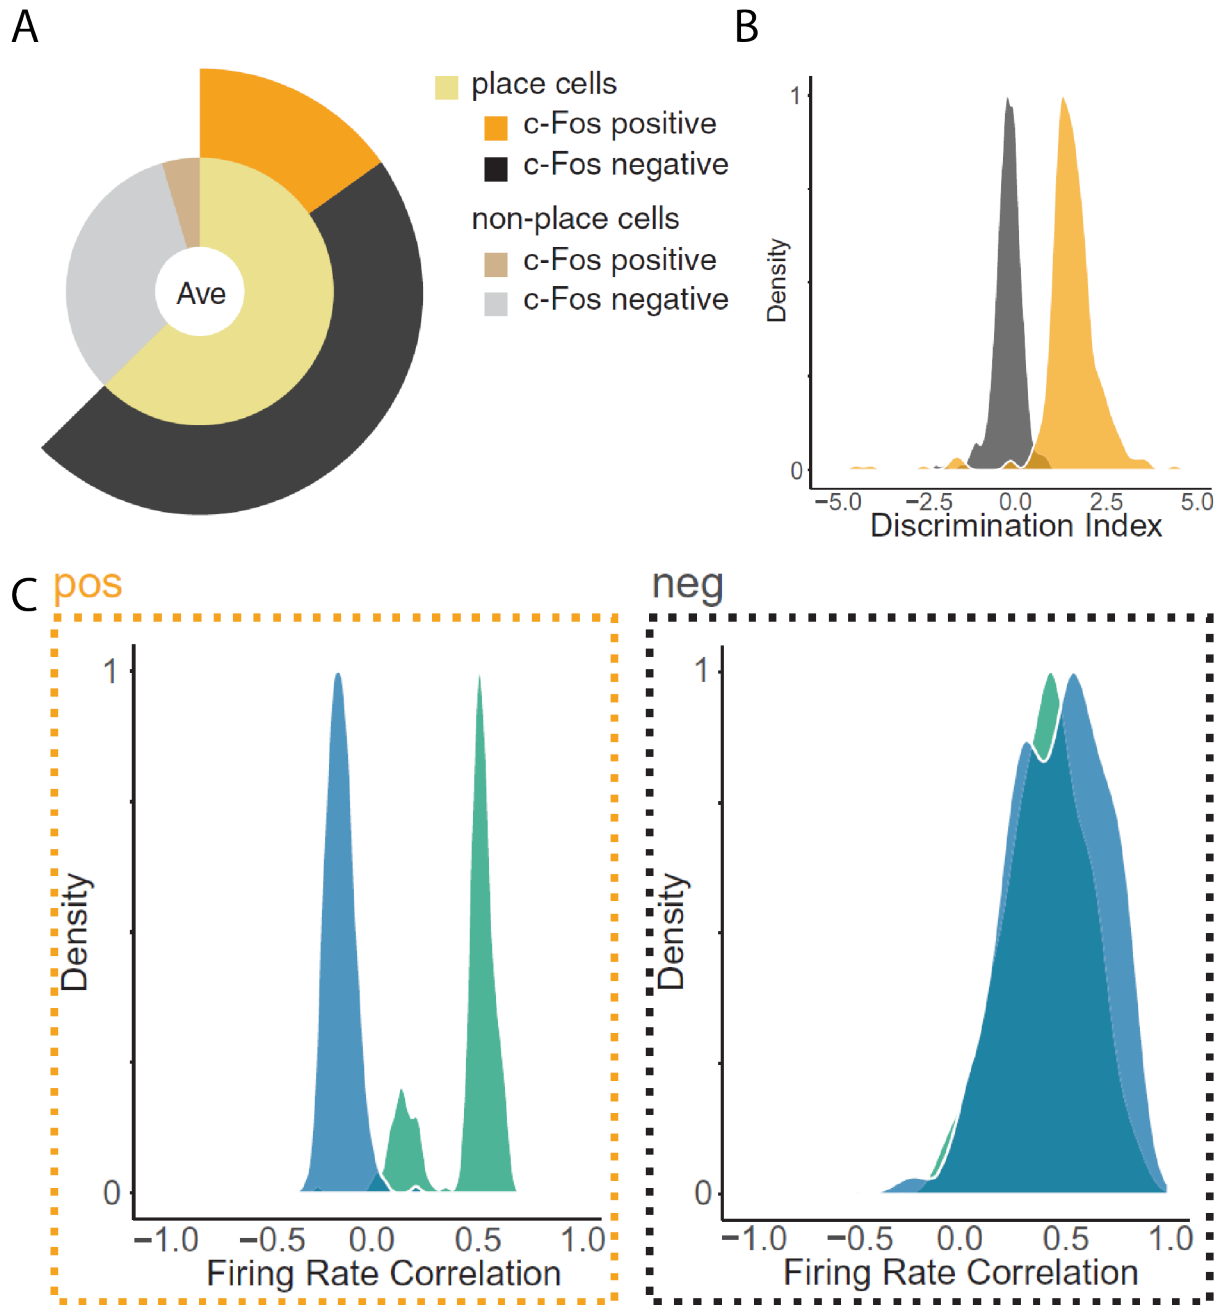 A
Ave
place cells
c-Fos positive
c-Fos negative
non-place cells
c-Fos positive
c-Fos negative
B
1
Density
0
−5.0 −2.5 0.0 2.5 5.0
Discrimination Index
C
pos
1
Density
0
−1.0 −0.5 0.0 0.5 1.0
Firing Rate Correlation
neg
1
Density
0
−1.0 −0.5 0.0 0.5 1.0
Firing Rate Correlation